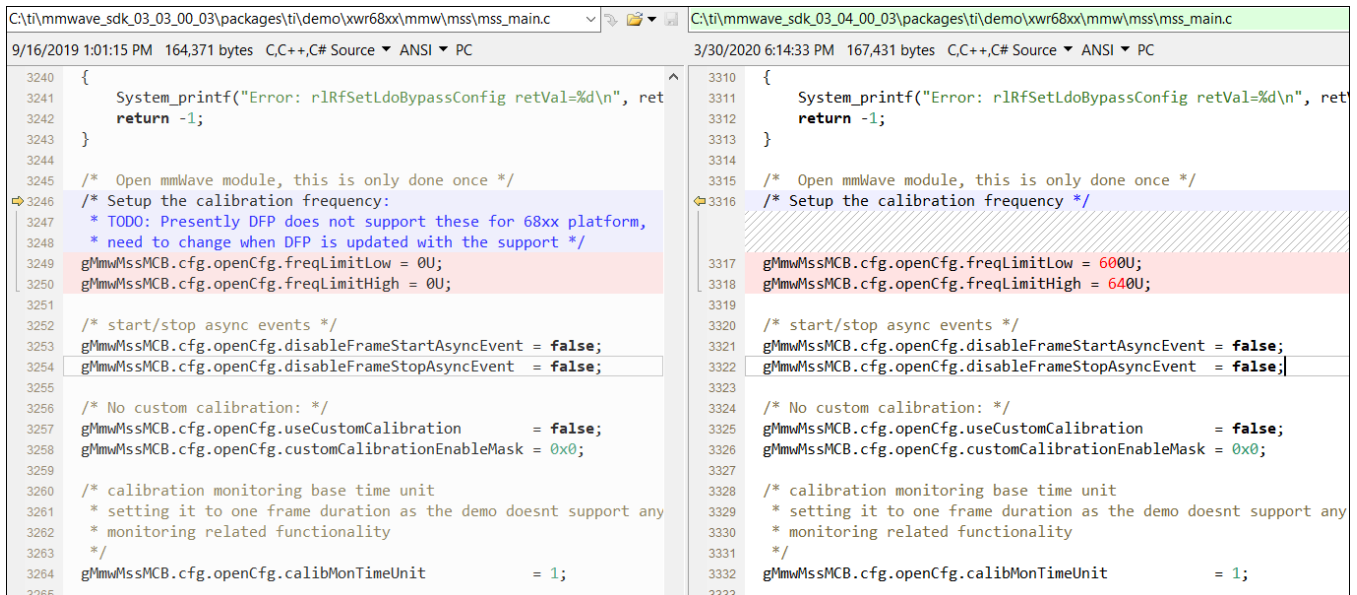 C:\ti\mmwave_sdk_03_03_00_03\packages\ti\demo\xwr68xx\mmw\mss\mss_main.c
9/16/2019 1:01:15 PM 164,371 bytes C,C++,C# Source ANSI PC
3240 {
3241 System_printf("Error: rlRfSetLdoBypassConfig retVal=%d\n", ret
3242 return -1;
3243 }
3244
3245 /* Open mmWave module, this is only done once */
3246 /* Setup the calibration frequency:
3247 * TODO: Presently DFP does not support these for 68xx platform,
3248 * need to change when DFP is updated with the support */
3249 gMmwMssMCB.cfg.openCfg.freqLimitLow = 0U;
3250 gMmwMssMCB.cfg.openCfg.freqLimitHigh = 0U;
3251
3252 /* start/stop async events */
3253 gMmwMssMCB.cfg.openCfg.disableFrameStartAsyncEvent = false;
3254 gMmwMssMCB.cfg.openCfg.disableFrameStopAsyncEvent = false;
3255
3256 /* No custom calibration: */
3257 gMmwMssMCB.cfg.openCfg.useCustomCalibration = false;
3258 gMmwMssMCB.cfg.openCfg.customCalibrationEnableMask = 0x0;
3259
3260 /* calibration monitoring base time unit
3261 * setting it to one frame duration as the demo doesnt support any
3262 * monitoring related functionality
3263 */
3264 gMmwMssMCB.cfg.openCfg.calibMonTimeUnit = 1;
3265
C:\ti\mmwave_sdk_03_04_00_03\packages\ti\demo\xwr68xx\mmw\mss\mss_main.c
3/30/2020 6:14:33 PM 167,431 bytes C,C++,C# Source ANSI PC
3310 {
3311 System_printf("Error: rlRfSetLdoBypassConfig retVal=%d\n", retV
3312 return -1;
3313 }
3314
3315 /* Open mmWave module, this is only done once */
3316 /* Setup the calibration frequency */
3317 gMmwMssMCB.cfg.openCfg.freqLimitLow = 600U;
3318 gMmwMssMCB.cfg.openCfg.freqLimitHigh = 640U;
3319
3320 /* start/stop async events */
3321 gMmwMssMCB.cfg.openCfg.disableFrameStartAsyncEvent = false;
3322 gMmwMssMCB.cfg.openCfg.disableFrameStopAsyncEvent = false;
3323
3324 /* No custom calibration: */
3325 gMmwMssMCB.cfg.openCfg.useCustomCalibration = false;
3326 gMmwMssMCB.cfg.openCfg.customCalibrationEnableMask = 0x0;
3327
3328 /* calibration monitoring base time unit
3329 * setting it to one frame duration as the demo doesnt support any
3330 * monitoring related functionality
3331 */
3332 gMmwMssMCB.cfg.openCfg.calibMonTimeUnit = 1;
3333